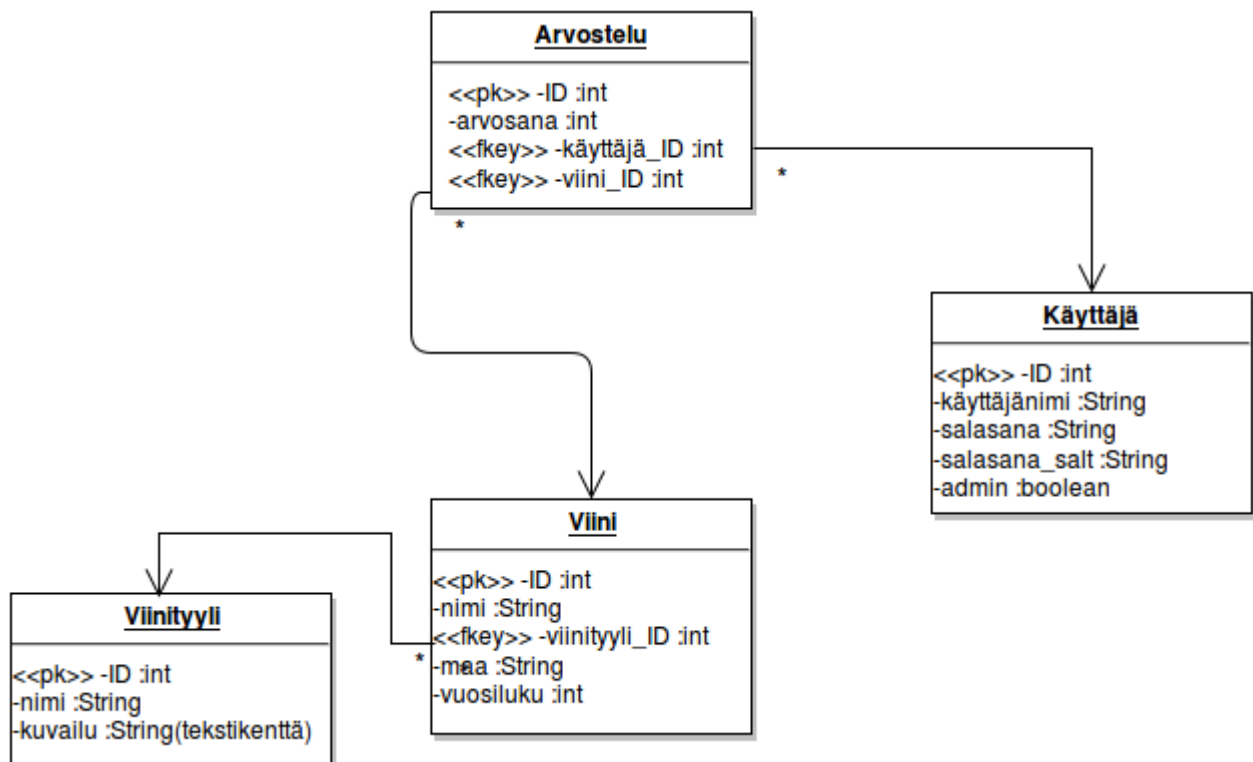 Arvostelu
<<pk>> -ID :int
-arvosana :int
<<fkey>> -käyttäjä_ID :int
<<fkey>> -viini_ID :int
*
*
Käyttäjä
<<pk>> -ID :int
-käyttäjänimi :String
-salasana :String
-salasana_salt :String
-admin :boolean
Viini
<<pk>> -ID :int
-nimi :String
<<fkey>> -viinityyli_ID :int
-maa :String
-vuosiluku :int
*
*
Viinityyli
<<pk>> -ID :int
-nimi :String
-kuvailu :String(tekstikenttä)